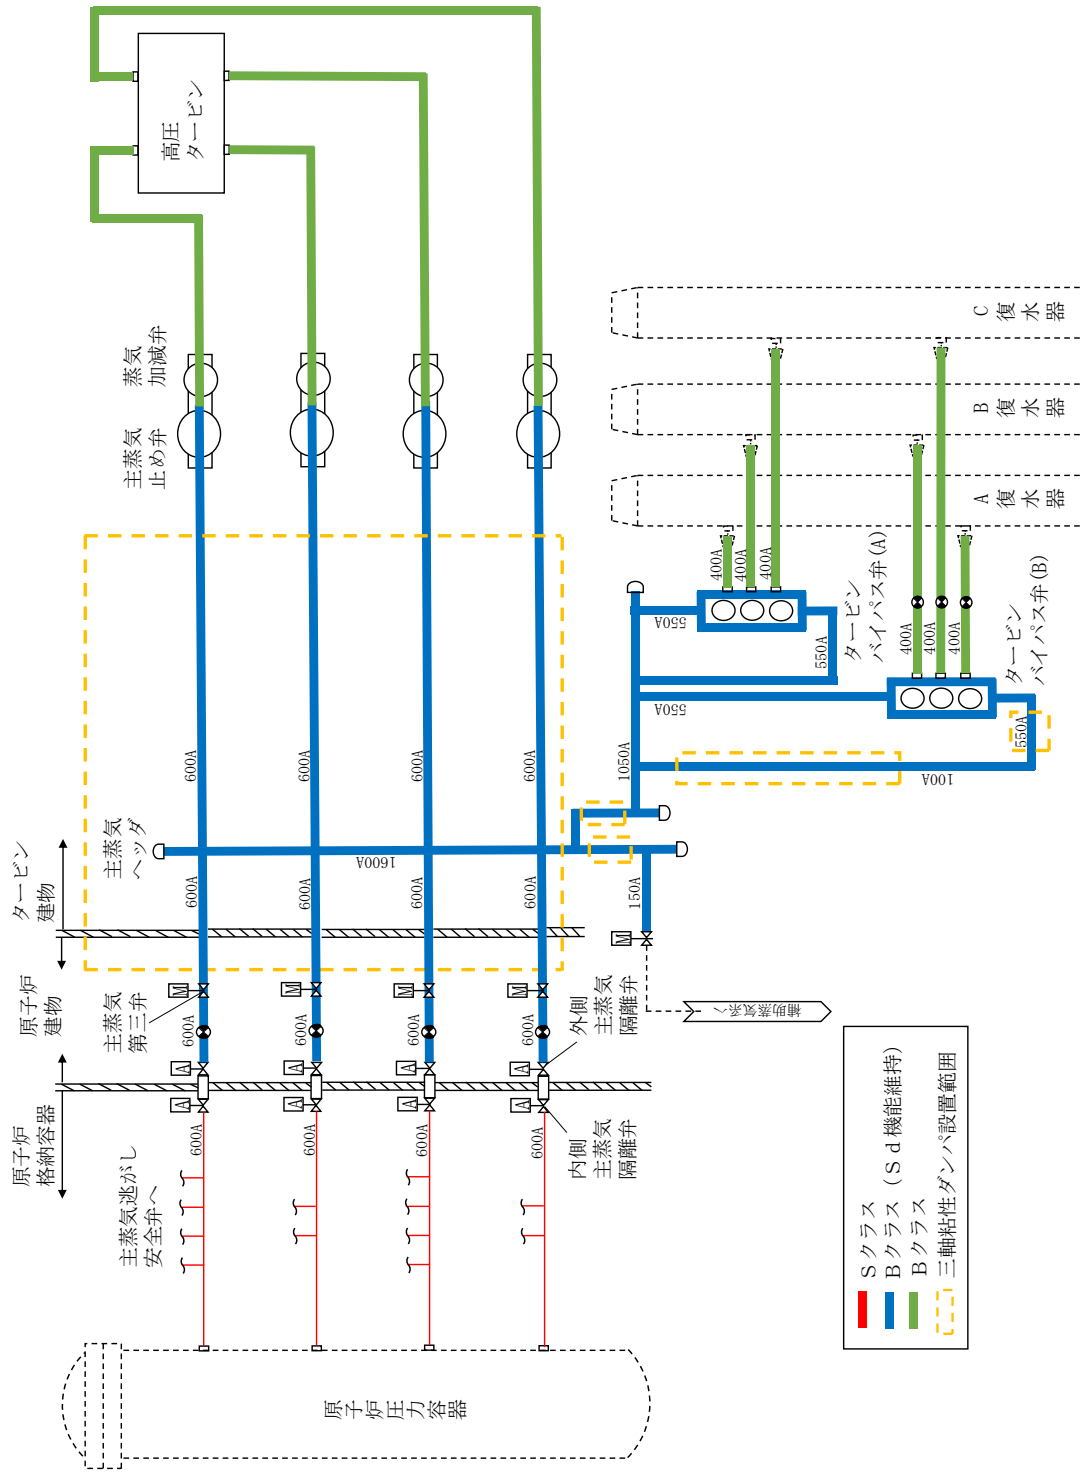 高圧
タービン
蒸気
加減弁
主蒸気
止め弁
C
復水器
B
復水器
A
復水器
400A
400A
400A
タービン
バイパス弁(A)
400A
400A
400A
タービン
バイパス弁(B)
550A
550A
550A
550A
1050A
100A
600A
600A
600A
600A
主蒸気
ヘッダ
1600A
600A
600A
600A
600A
150A
M
補助蒸気系へ
タービン
建物
原子炉
建物
主蒸気
第三弁
M
M
M
M
600A
600A
600A
600A
外側
主蒸気
隔離弁
A
A
A
A
A
A
A
A
原子炉
格納容器
600A
600A
600A
600A
内側
主蒸気
隔離弁
主蒸気逃がし
安全弁へ
原子炉圧力容器
Sクラス
Bクラス(Sd機能維持)
Bクラス
三軸粘性ダンパ設置範囲